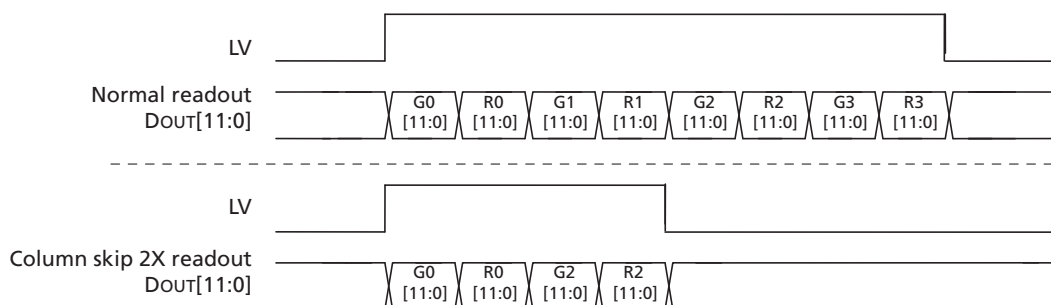 LV
Normal readout
DOUT[11:0]
G0 R0 G1 R1 G2 R2 G3 R3
[11:0] [11:0] [11:0] [11:0] [11:0] [11:0] [11:0] [11:0]
LV
Column skip 2X readout
DOUT[11:0]
G0 R0 G2 R2
[11:0] [11:0] [11:0] [11:0]